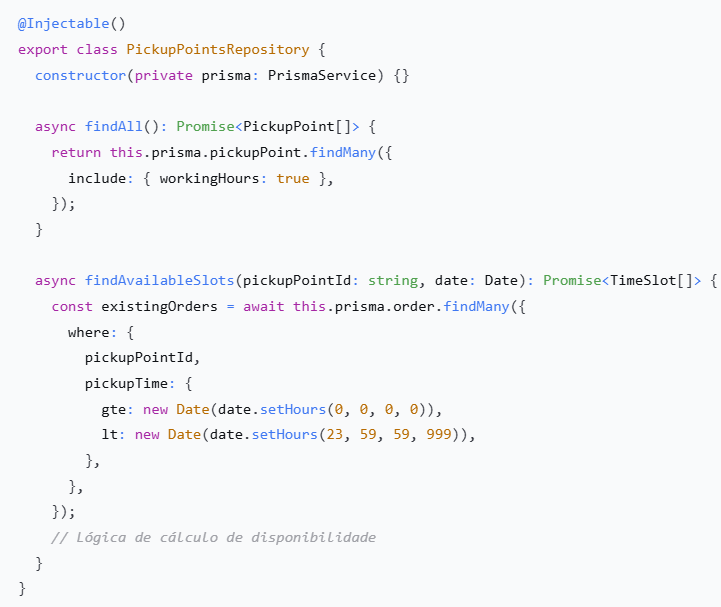 @Injectable()
export class PickupPointsRepository {
  constructor(private prisma: PrismaService) {}

  async findAll(): Promise<PickupPoint[]> {
    return this.prisma.pickupPoint.findMany({
      include: { workingHours: true },
    });
  }

  async findAvailableSlots(pickupPointId: string, date: Date): Promise<TimeSlot[]> {
    const existingOrders = await this.prisma.order.findMany({
      where: {
        pickupPointId,
        pickupTime: {
          gte: new Date(date.setHours(0, 0, 0, 0)),
          lt: new Date(date.setHours(23, 59, 59, 999)),
        },
      },
    });
    // Lógica de cálculo de disponibilidade
  }
}